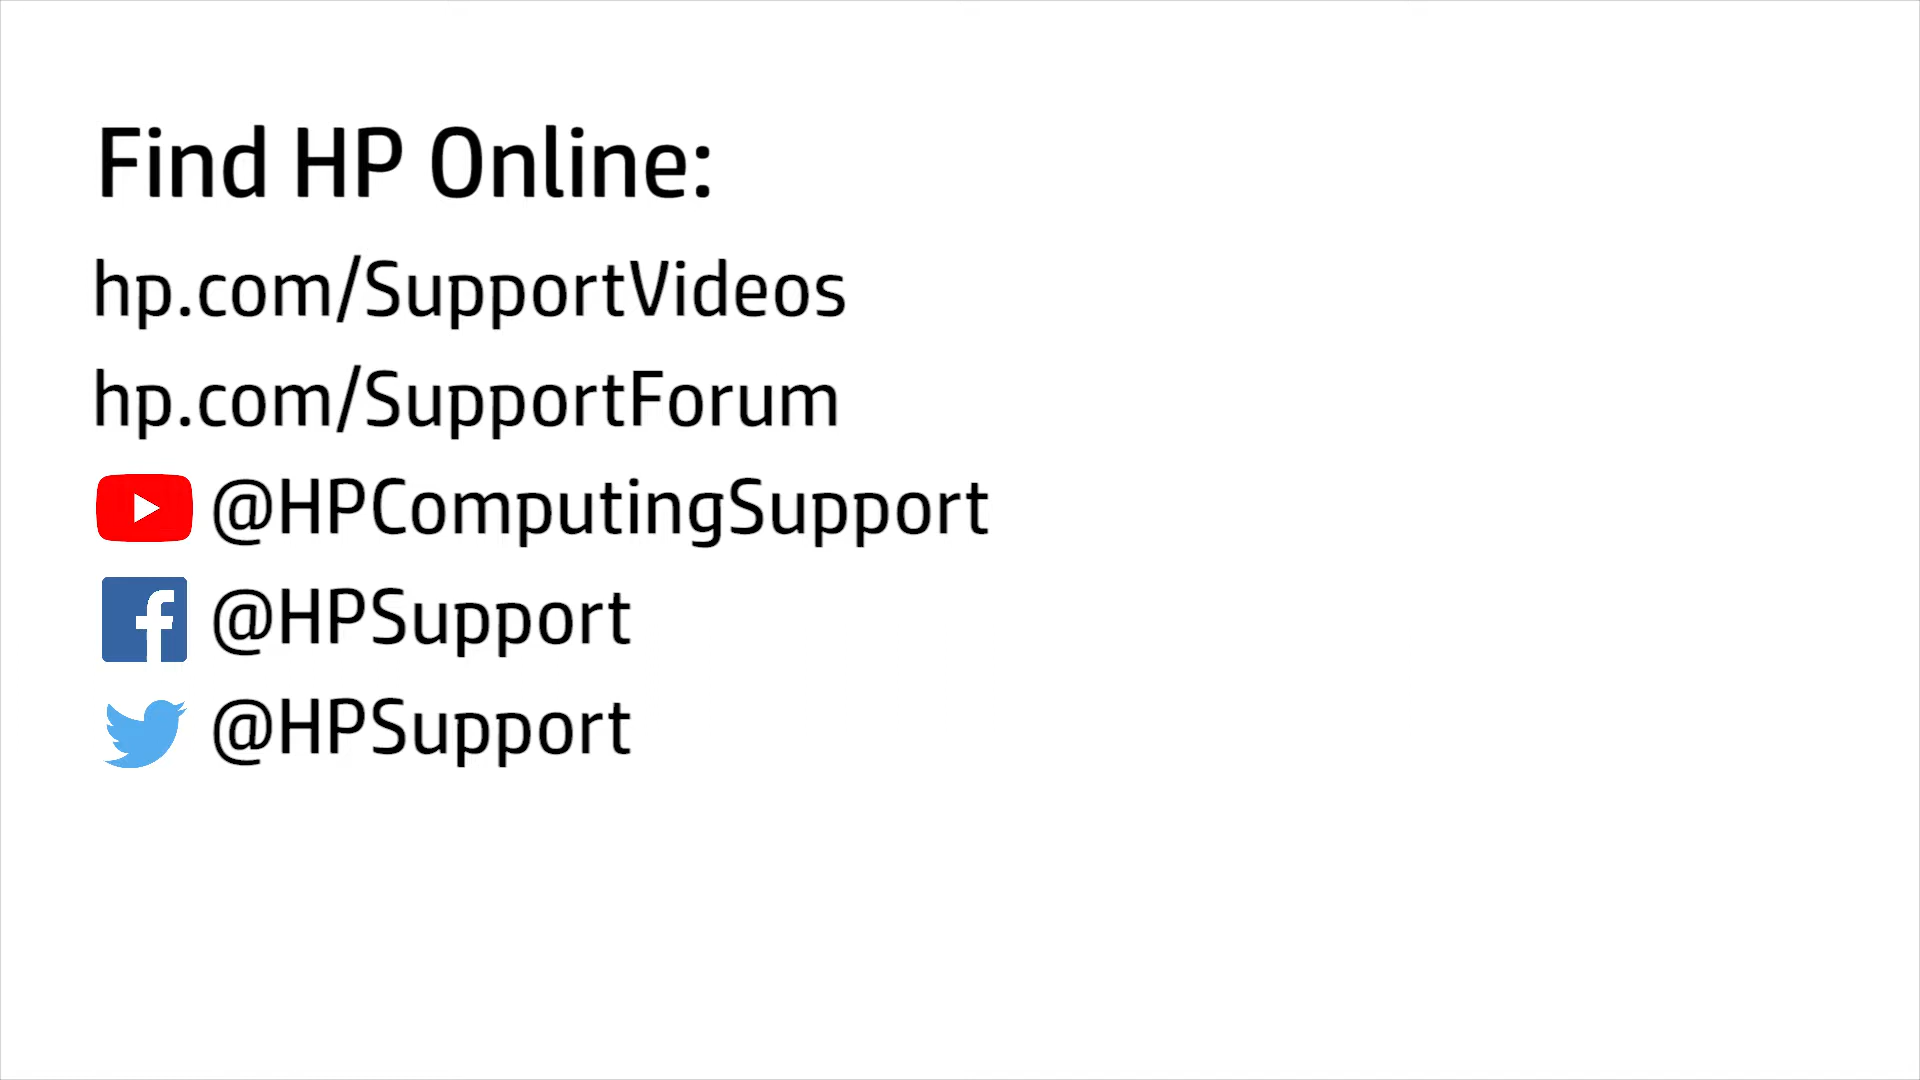 Find HP Online:
hp.com/SupportVideos
hp.com/SupportForum
@HPComputingSupport
@HPSupport
@HPSupport